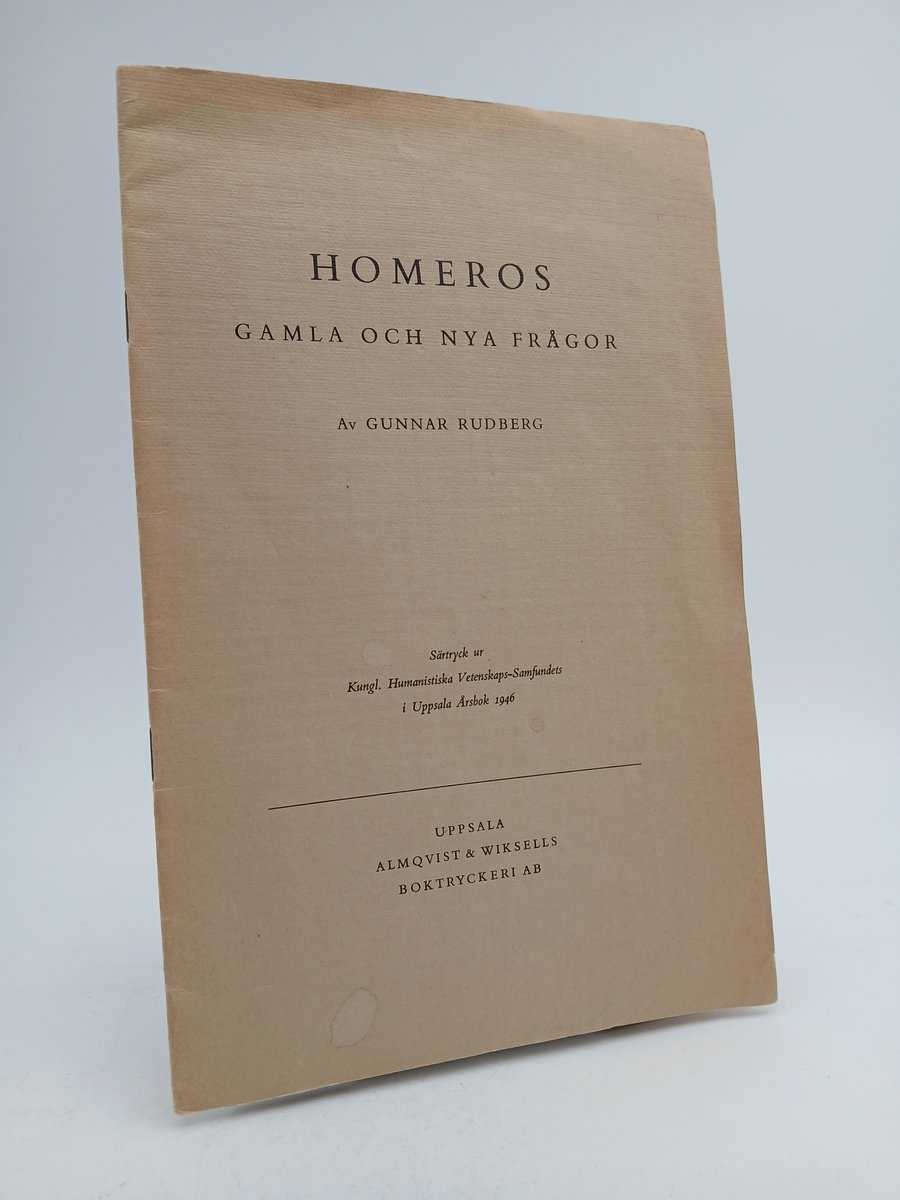 HOMEROS
GAMLA OCH NYA FRÅGOR
Av GUNNAR RUDBERG
Särtryck ur
Kungl. Humanistiska Vetenskaps-Samfundets
i Uppsala Årsbok 1946
UPPSALA
ALMQVIST & WIKSELLS
BOKTRYCKERI AB